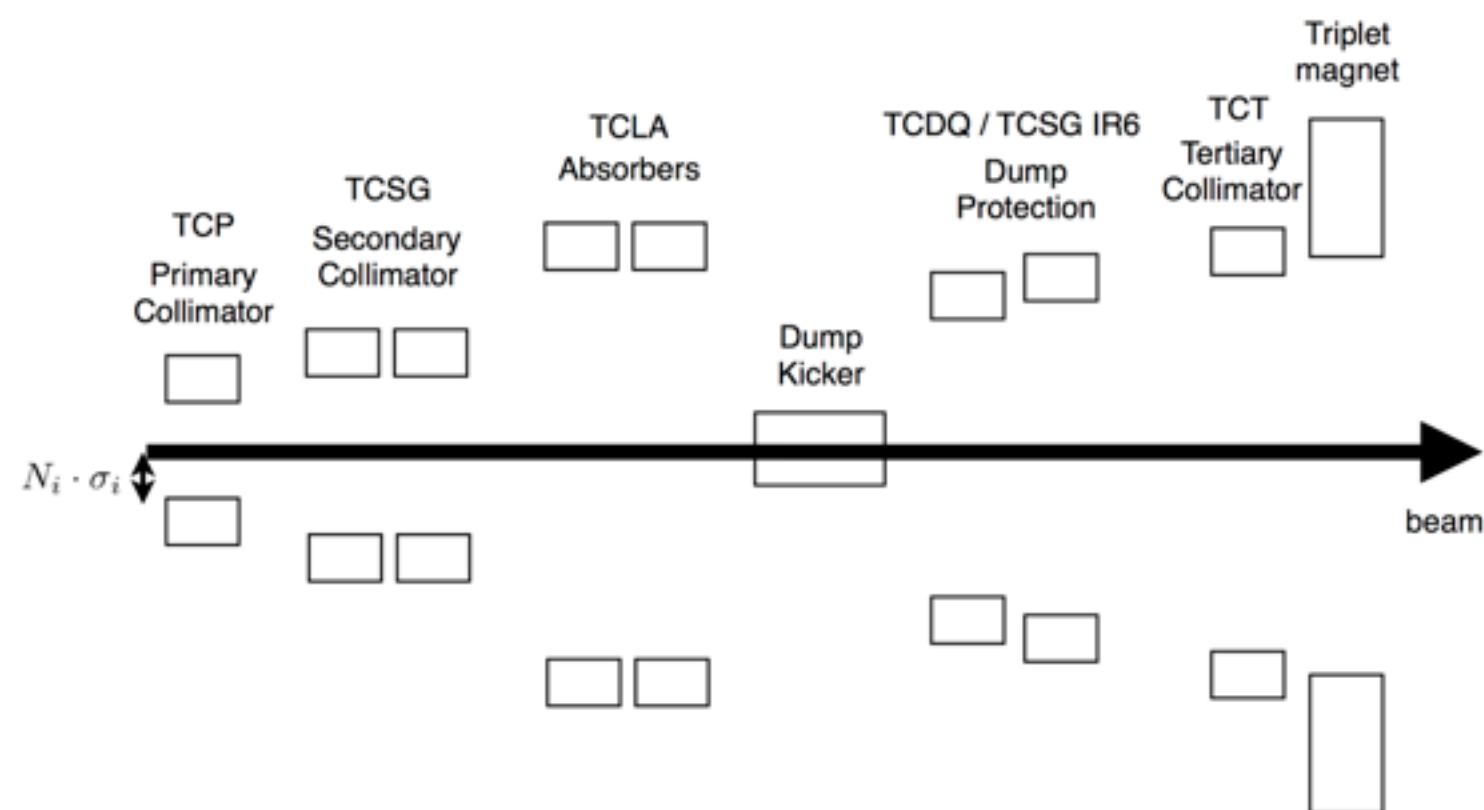 TCP
Primary
Collimator
TCSG
Secondary
Collimator
TCLA
Absorbers
Dump
Kicker
TCDQ / TCSG IR6
Dump
Protection
TCT
Tertiary
Collimator
Triplet
magnet
N_i · σ_i
beam